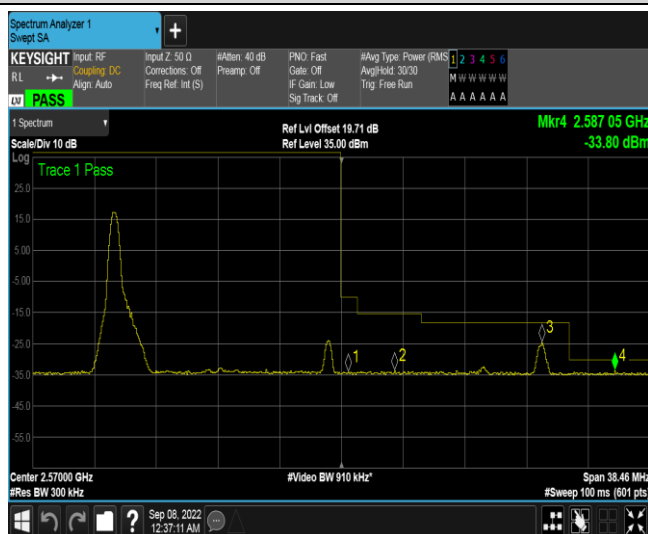 Spectrum Analyzer 1
Swept SA
+
KEYSIGHT
RL
LXI PASS
Input: RF
Coupling: DC
Align: Auto
Input Z: 50 Ω
Corrections: Off
Freq Ref: Int (S)
#Atten: 40 dB
Preamp: Off
PNO: Fast
Gate: Off
IF Gain: Low
Sig Track: Off
#Avg Type: Power (RMS
Avg|Hold: 30/30
Trig: Free Run
1 2 3 4 5 6
M W W W W W
A A A A A A
1 Spectrum
Scale/Div 10 dB
Ref Lvl Offset 19.71 dB
Ref Level 35.00 dBm
Mkr4 2.587 05 GHz
-33.80 dBm
Log
Trace 1 Pass
25.0
15.0
5.00
-5.00
-15.0
-25.0
-35.0
-45.0
-55.0
1
2
3
4
Center 2.57000 GHz
#Res BW 300 kHz
#Video BW 910 kHz*
Span 38.46 MHz
#Sweep 100 ms (601 pts)
?
Sep 08, 2022
12:37:11 AM